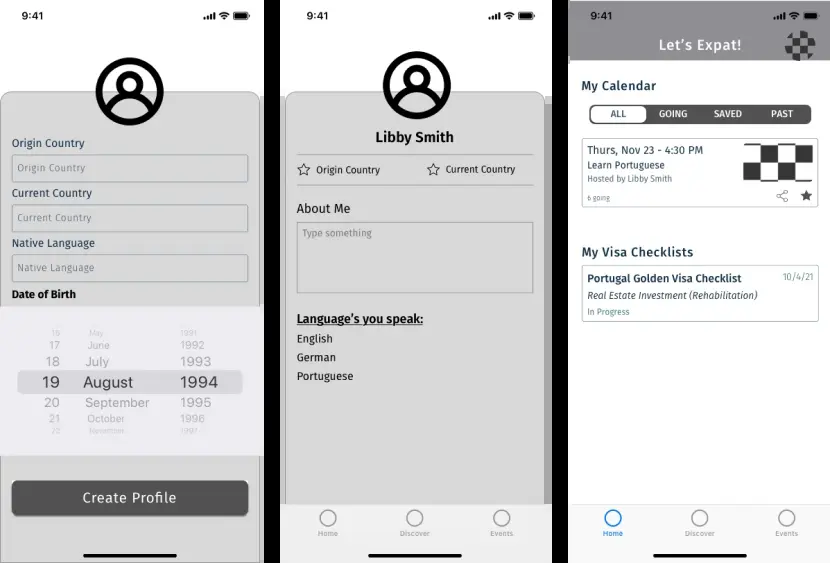 9:41
Origin Country
Origin Country
Current Country
Current Country
Native Language
Native Language
Date of Birth
May 1991
17 June 1992
18 July 1993
19 August 1994
20 September 1995
21 October 1996
22 1997
Create Profile
9:41
Libby Smith
Origin Country Current Country
About Me
Type something
Language's you speak:
English
German
Portuguese
Home Discover Events
9:41
Let's Expat!
My Calendar
ALL GOING SAVED PAST
Thurs, Nov 23 - 4:30 PM
Learn Portuguese
Hosted by Libby Smith
6 going
My Visa Checklists
Portugal Golden Visa Checklist 10/4/21
Real Estate Investment (Rehabilitation)
In Progress
Home Discover Events